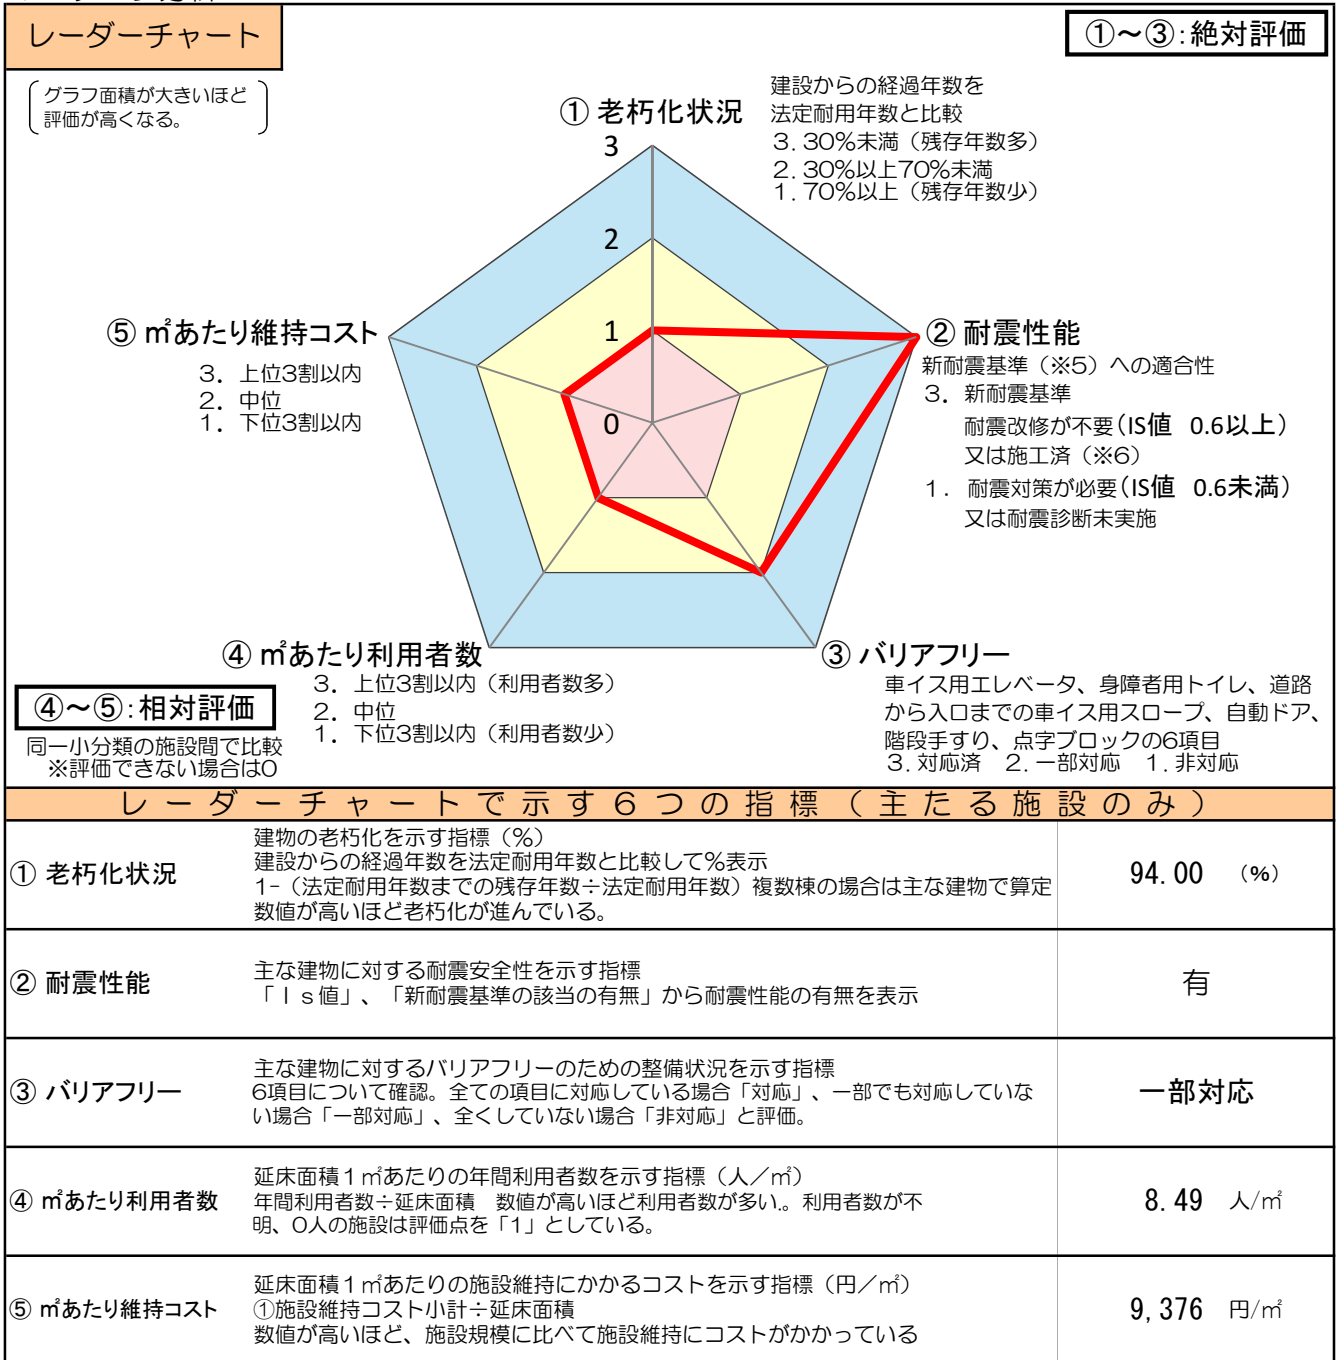 レーダーチャート
①～③:絶対評価
グラフ面積が大きいほど
評価が高くなる。
① 老朽化状況
建設からの経過年数を
法定耐用年数と比較
3. 30%未満（残存年数多）
2. 30%以上70%未満
1. 70%以上（残存年数少）
3
2
1
0
② 耐震性能
新耐震基準（※5）への適合性
3. 新耐震基準
耐震改修が不要(IS値 0.6以上)
又は施工済（※6）
1. 耐震対策が必要(IS値 0.6未満)
又は耐震診断未実施
⑤ ㎡あたり維持コスト
3. 上位3割以内
2. 中位
1. 下位3割以内
④ ㎡あたり利用者数
3. 上位3割以内（利用者数多）
2. 中位
1. 下位3割以内（利用者数少）
③ バリアフリー
車イス用エレベータ、身障者用トイレ、道路
から入口までの車イス用スロープ、自動ドア、
階段手すり、点字ブロックの6項目
3. 対応済 2. 一部対応 1. 非対応
④～⑤:相対評価
同一小分類の施設間で比較
※評価できない場合は0
レーダーチャートで示す６つの指標（主たる施設のみ）
① 老朽化状況
建物の老朽化を示す指標（%）
建設からの経過年数を法定耐用年数と比較して%表示
1-（法定耐用年数までの残存年数÷法定耐用年数）複数棟の場合は主な建物で算定
数値が高いほど老朽化が進んでいる。
94.00 (%)
② 耐震性能
主な建物に対する耐震安全性を示す指標
「Ｉｓ値」、「新耐震基準の該当の有無」から耐震性能の有無を表示
有
③ バリアフリー
主な建物に対するバリアフリーのための整備状況を示す指標
6項目について確認。全ての項目に対応している場合「対応」、一部でも対応していな
い場合「一部対応」、全くしていない場合「非対応」と評価。
一部対応
④ ㎡あたり利用者数
延床面積１㎡あたりの年間利用者数を示す指標（人／㎡）
年間利用者数÷延床面積 数値が高いほど利用者数が多い。利用者数が不
明、0人の施設は評価点を「1」としている。
8.49 人/㎡
⑤ ㎡あたり維持コスト
延床面積１㎡あたりの施設維持にかかるコストを示す指標（円／㎡）
①施設維持コスト小計÷延床面積
数値が高いほど、施設規模に比べて施設維持にコストがかかっている
9,376 円/㎡